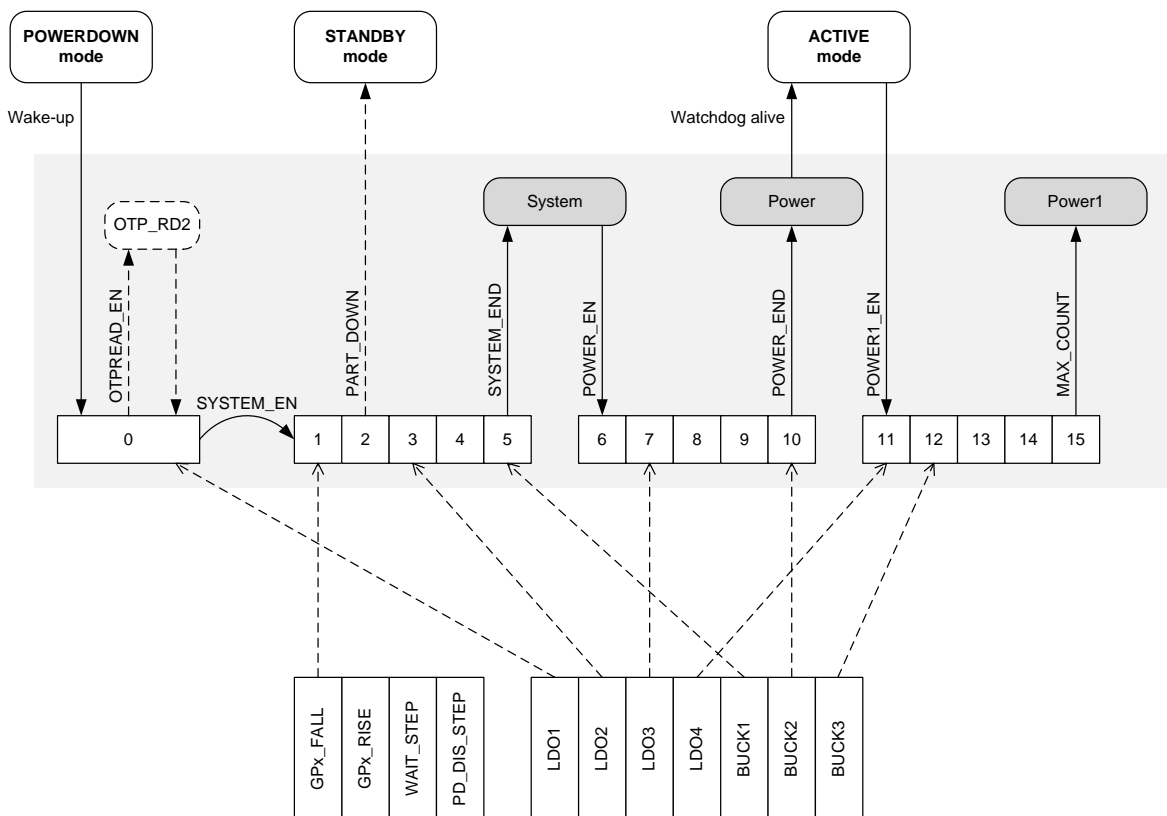 POWERDOWN
mode
STANDBY
mode
ACTIVE
mode
Wake-up
Watchdog alive
System
Power
Power1
OTP_RD2
OTPREAD_EN
SYSTEM_EN
PART_DOWN
SYSTEM_END
POWER_EN
POWER_END
POWER1_EN
MAX_COUNT
0
1
2
3
4
5
6
7
8
9
10
11
12
13
14
15
GPx_FALL
GPx_RISE
WAIT_STEP
PD_DIS_STEP
LDO1
LDO2
LDO3
LDO4
BUCK1
BUCK2
BUCK3